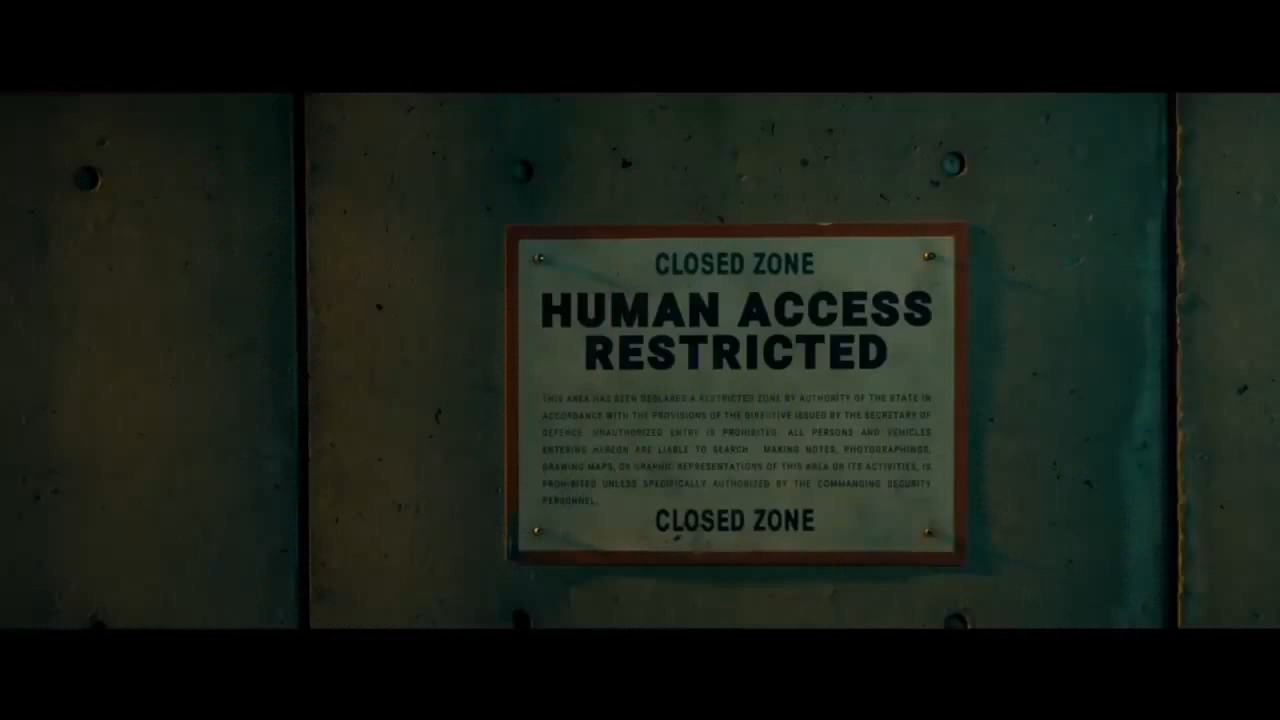 CLOSED ZONE
HUMAN ACCESS
RESTRICTED
THIS AREA HAS BEEN DECLARED A RESTRICTED ZONE BY AUTHORITY OF THE STATE IN
ACCORDANCE WITH THE PROVISIONS OF THE DIRECTIVE ISSUED BY THE SECRETARY OF
DEFENCE. UNAUTHORIZED ENTRY IS PROHIBITED. ALL PERSONS AND VEHICLES
ENTERING HEREON ARE LIABLE TO SEARCH. MAKING NOTES, PHOTOGRAPHINGS,
DRAWING MAPS, OR GRAPHIC REPRESENTATIONS OF THIS AREA OR ITS ACTIVITIES, IS
PROHIBITED UNLESS SPECIFICALLY AUTHORIZED BY THE COMMANDING SECURITY
PERSONNEL.
CLOSED ZONE